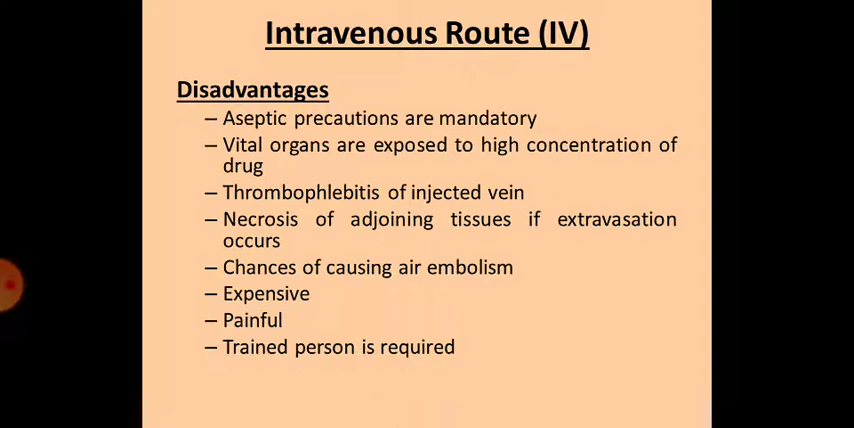 Intravenous Route (IV)
Disadvantages
– Aseptic precautions are mandatory
– Vital organs are exposed to high concentration of
drug
– Thrombophlebitis of injected vein
– Necrosis of adjoining tissues if extravasation
occurs
– Chances of causing air embolism
– Expensive
– Painful
– Trained person is required